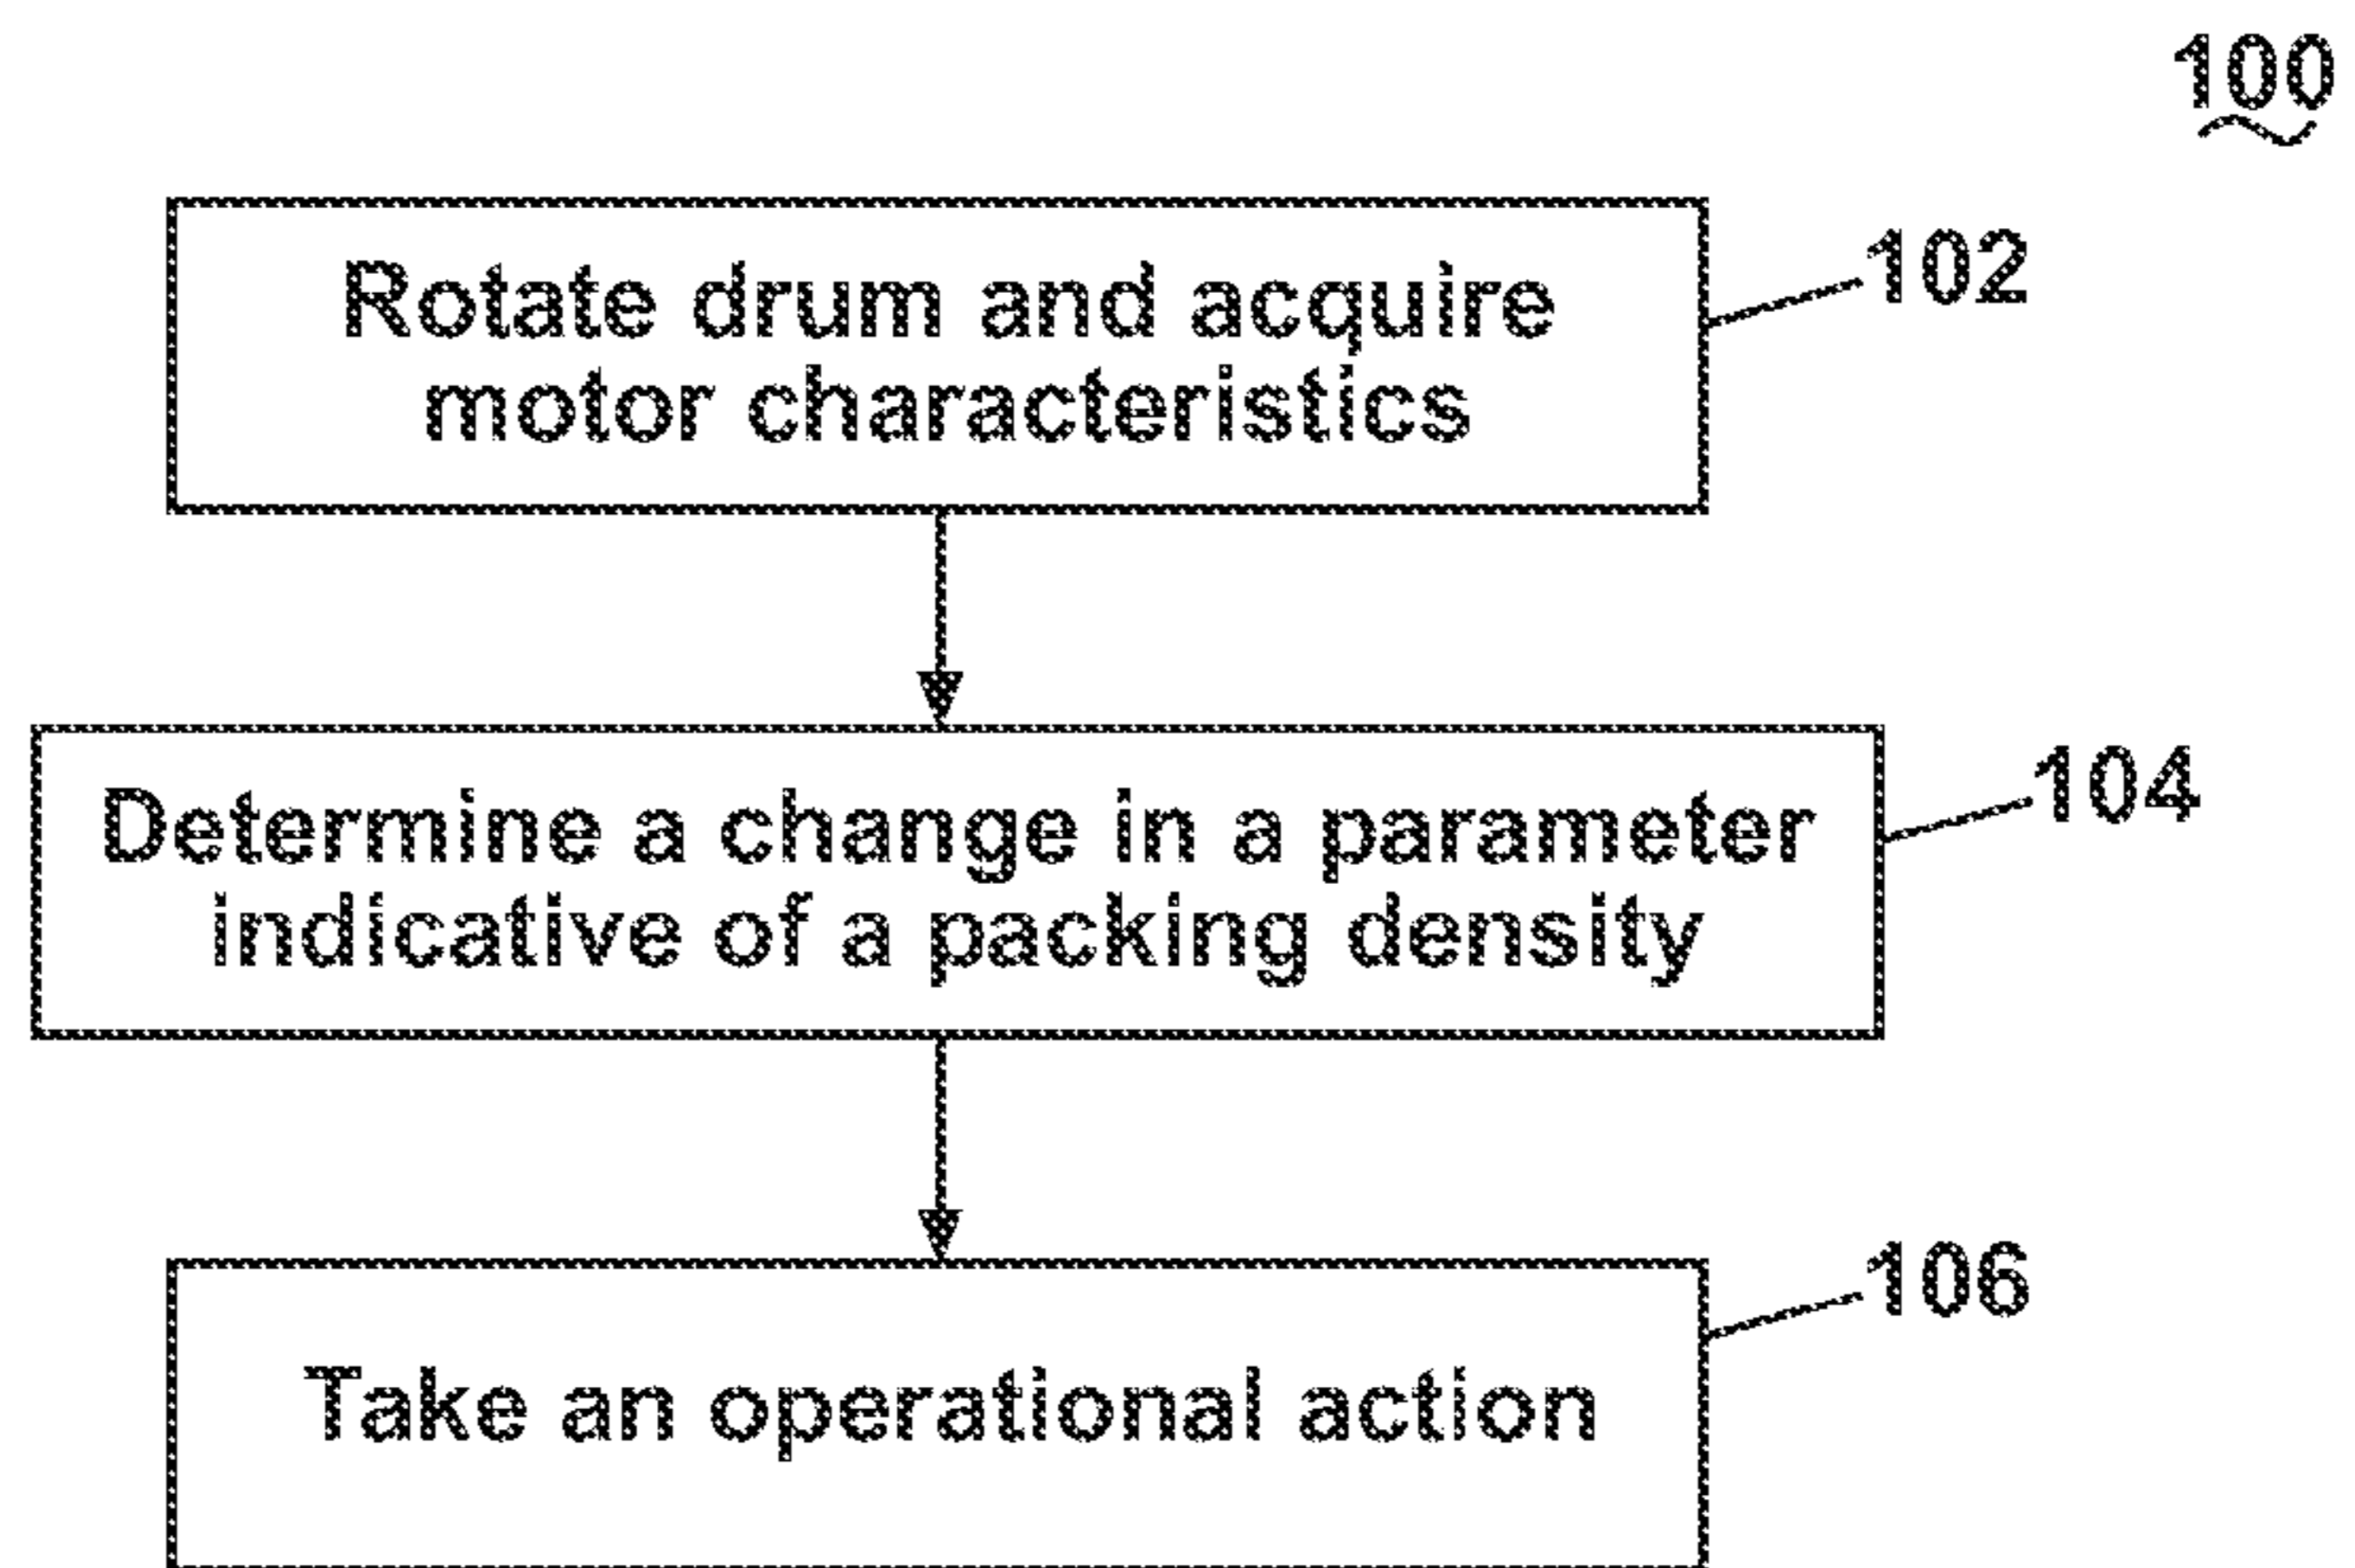 100
Rotate drum and acquire
motor characteristics
102
Determine a change in a parameter
indicative of a packing density
104
Take an operational action
106